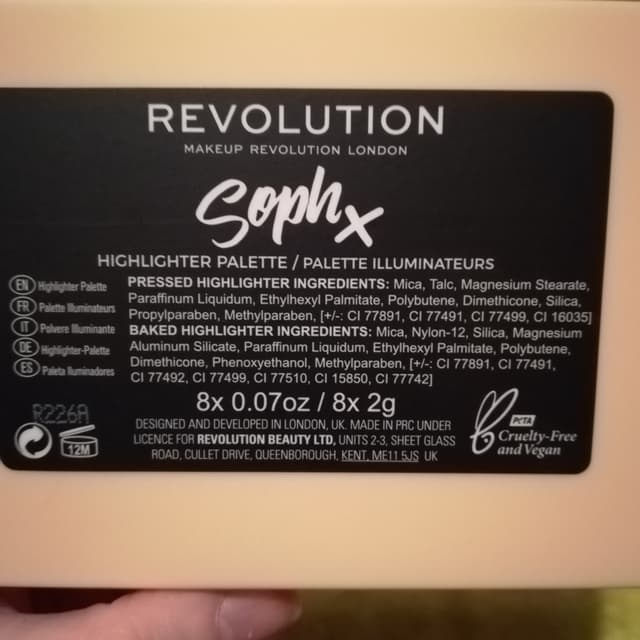 REVOLUTION
MAKEUP REVOLUTION LONDON
Soph x
HIGHLIGHTER PALETTE / PALETTE ILLUMINATEURS
EN Highlighter Palette
FR Palette Illuminateurs
IT Polvere Illuminante
DE Highlighter-Palette
ES Paleta Iluminadores
PRESSED HIGHLIGHTER INGREDIENTS: Mica, Talc, Magnesium Stearate,
Paraffinum Liquidum, Ethylhexyl Palmitate, Polybutene, Dimethicone, Silica,
Propylparaben, Methylparaben, [+/-: CI 77891, CI 77491, CI 77499, CI 16035]
BAKED HIGHLIGHTER INGREDIENTS: Mica, Nylon-12, Silica, Magnesium
Aluminum Silicate, Paraffinum Liquidum, Ethylhexyl Palmitate, Polybutene,
Dimethicone, Phenoxyethanol, Methylparaben, [+/-: CI 77891, CI 77491,
CI 77492, CI 77499, CI 77510, CI 15850, CI 77742]
8x 0.07oz / 8x 2g
R226A
12M
DESIGNED AND DEVELOPED IN LONDON, UK. MADE IN PRC UNDER
LICENCE FOR REVOLUTION BEAUTY LTD, UNITS 2-3, SHEET GLASS
ROAD, CULLET DRIVE, QUEENBOROUGH, KENT, ME11 5JS UK
PETA
Cruelty-Free
and Vegan